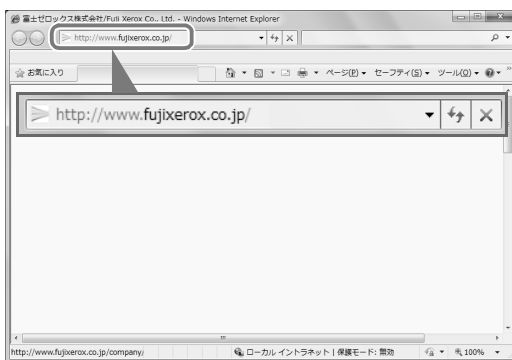 富士ゼロックス株式会社/Fuji Xerox Co., Ltd. - Windows Internet Explorer
http://www.fujixerox.co.jp/
お気に入り ページ(P) セーフティ(S) ツール(O)
http://www.fujixerox.co.jp/
http://www.fujixerox.co.jp/company/ ローカル イントラネット | 保護モード: 無効 100%